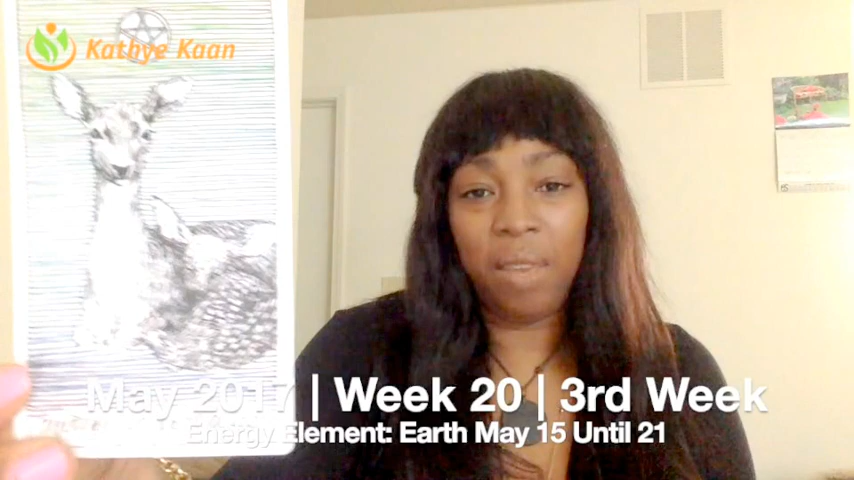 Kathye Kaan
May 2017 | Week 20 | 3rd Week
Energy Element: Earth May 15 Until 21